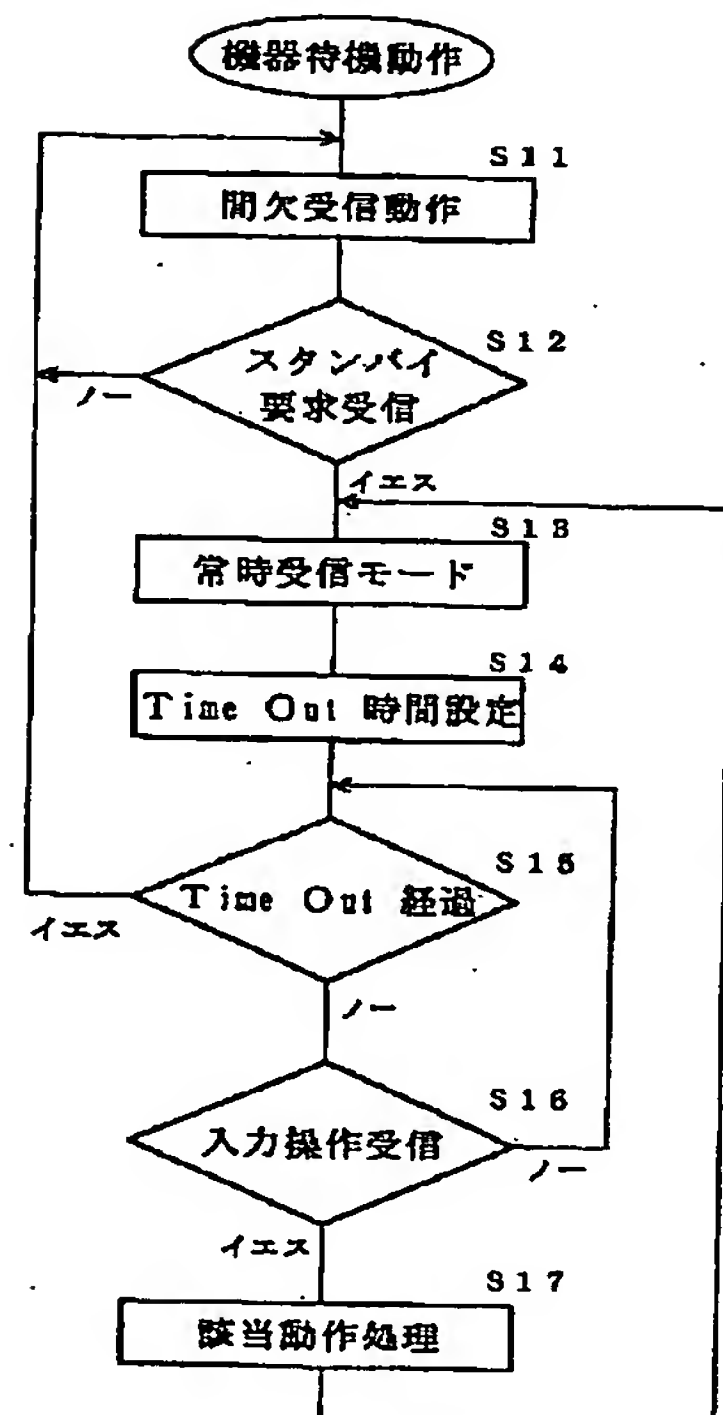 機器待機動作
S11
間欠受信動作
S12
スタンバイ
要求受信
ノー
イエス
S13
常時受信モード
S14
Time Out 時間設定
S15
Time Out 経過
イエス
ノー
S16
入力操作受信
ノー
イエス
S17
該当動作処理